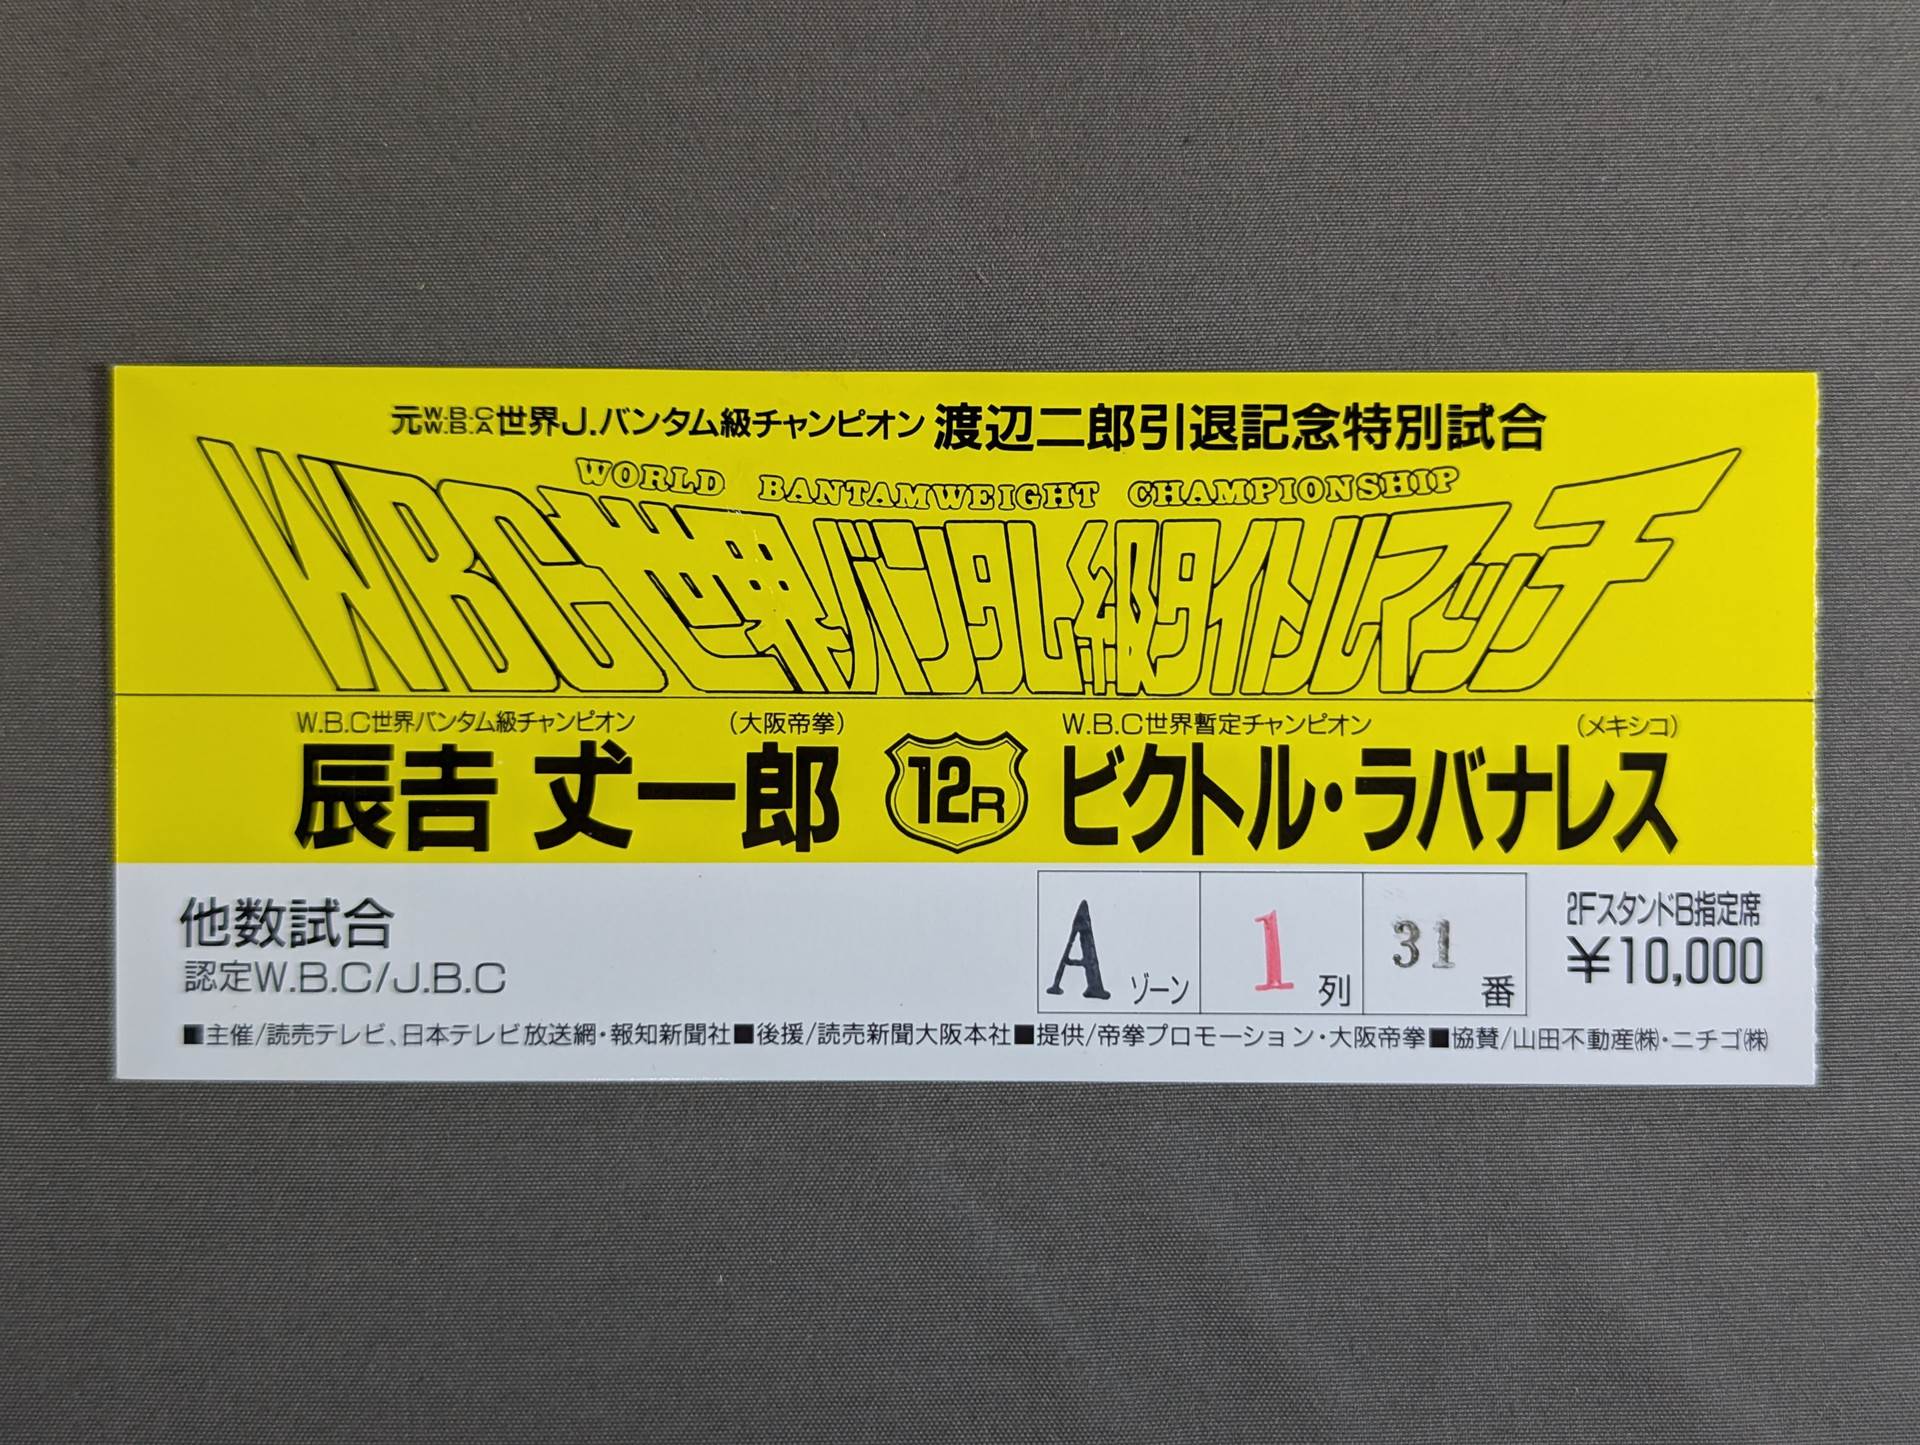 元W.B.C W.B.A世界J.バンタム級チャンピオン 渡辺二郎引退記念特別試合
WORLD BANTAMWEIGHT CHAMPIONSHIP
WBC世界バンタム級タイトルマッチ
W.B.C世界バンタム級チャンピオン (大阪帝拳)
辰吉 丈一郎
12R
W.B.C世界暫定チャンピオン (メキシコ)
ビクトル・ラバナレス
他数試合
認定W.B.C/J.B.C
A ゾーン 1 列 31 番
2FスタンドB指定席
¥10,000
■主催/読売テレビ、日本テレビ放送網・報知新聞社■後援/読売新聞大阪本社■提供/帝拳プロモーション・大阪帝拳■協賛/山田不動産㈱・ニチゴ㈱